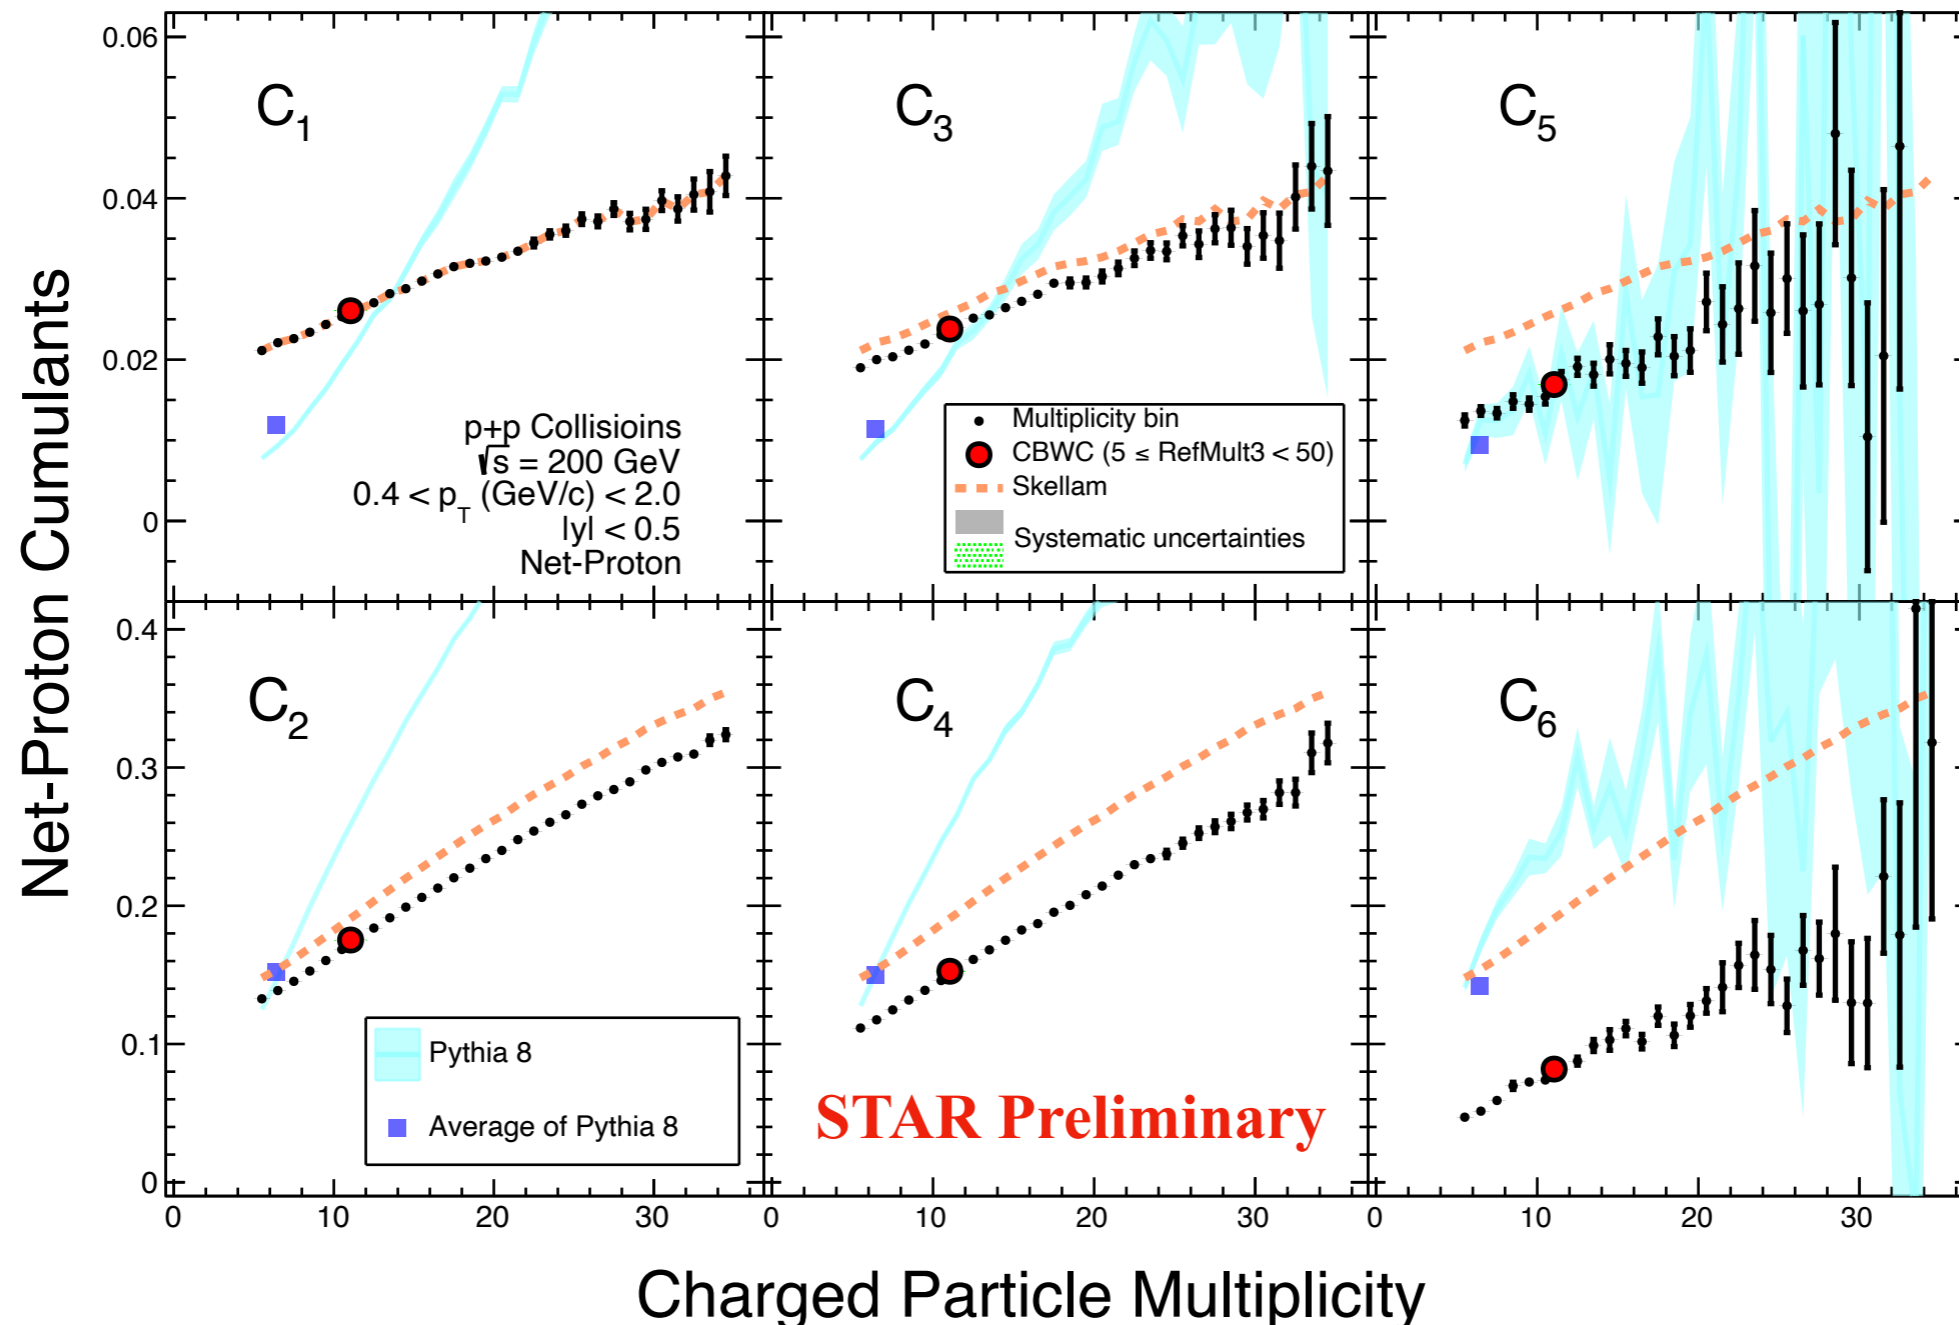 Net-Proton Cumulants
0.06
0.04
0.02
0
C1
p+p Collisioins
√s = 200 GeV
0.4 < pT (GeV/c) < 2.0
|y| < 0.5
Net-Proton
C3
Multiplicity bin
CBWC (5 ≤ RefMult3 < 50)
Skellam
Systematic uncertainties
C5
0.4
0.3
0.2
0.1
0
C2
Pythia 8
Average of Pythia 8
C4
STAR Preliminary
C6
0 10 20 30
0 10 20 30
0 10 20 30
Charged Particle Multiplicity